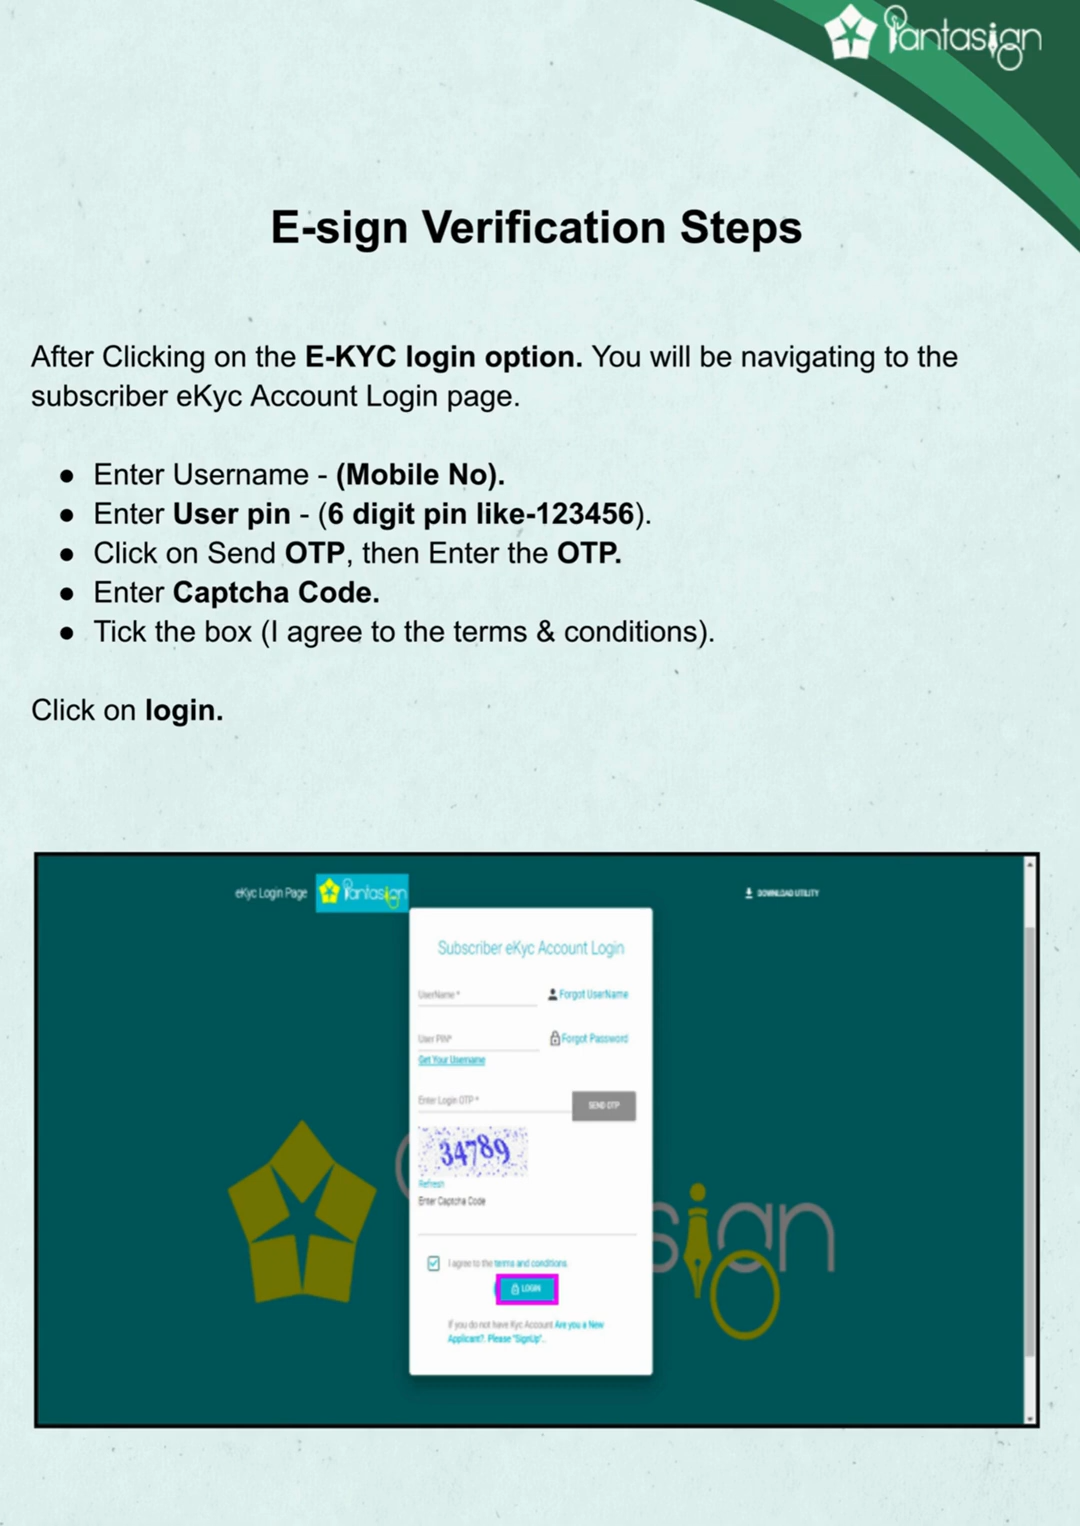 Pantasign
E-sign Verification Steps
After Clicking on the E-KYC login option. You will be navigating to the
subscriber eKyc Account Login page.
● Enter Username - (Mobile No).
● Enter User pin - (6 digit pin like-123456).
● Click on Send OTP, then Enter the OTP.
● Enter Captcha Code.
● Tick the box (I agree to the terms & conditions).
Click on login.
eKyc Login Page
Pantasign
DOWNLOAD UTILITY
Subscriber eKyc Account Login
UserName *
Forgot UserName
User PIN*
Forgot Password
Get Your Username
Enter Login OTP *
SEND OTP
34789
Refresh
Enter Captcha Code
I agree to the terms and conditions.
LOGIN
If you do not have Kyc Account Are you a New
Applicant?. Please "SignUp".
sign